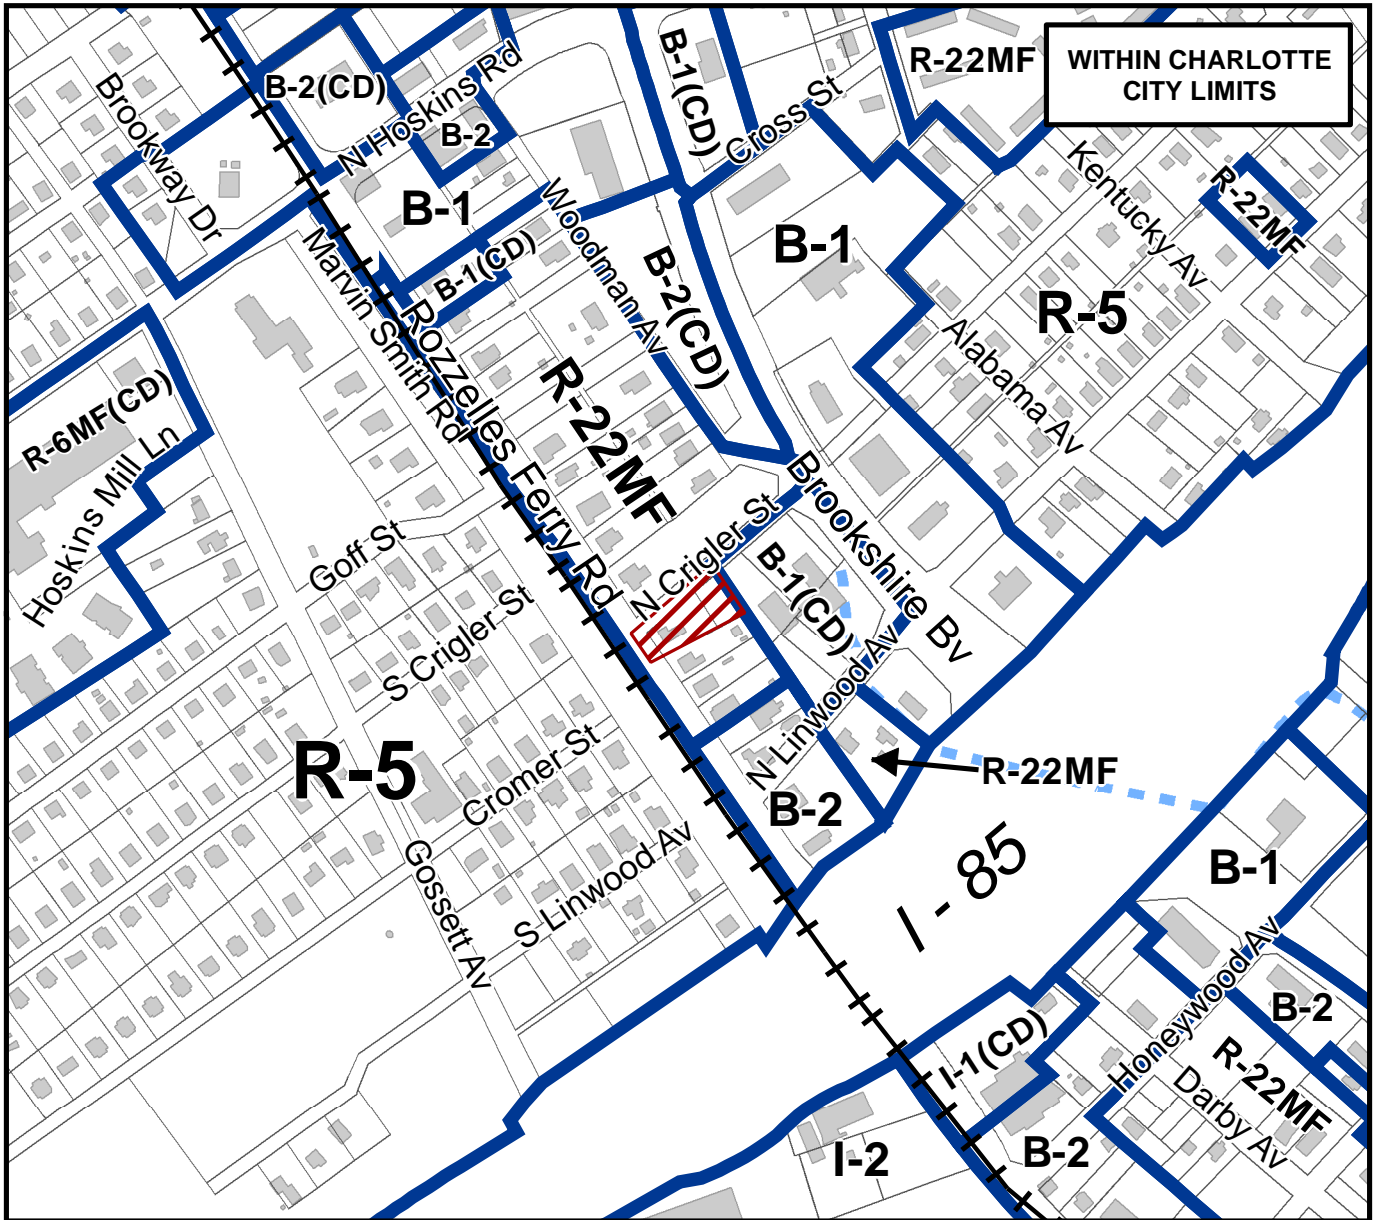 WITHIN CHARLOTTE
CITY LIMITS
R-22MF
B-1(CD)
B-2(CD)
N Hoskins Rd
B-2
Cross St
Brookway Dr
Kentucky Av
R-22MF
B-1
Woodman Av
B-1
B-1(CD)
B-2(CD)
Marvin Smith Rd
Rozzelles Ferry Rd
R-5
Alabama Av
R-6MF(CD)
Hoskins Mill Ln
R-22MF
Brookshire Bv
Goff St
N Crigler St
B-1(CD)
S Crigler St
N Linwood Av
R-5
Cromer St
R-22MF
B-2
S Linwood Av
Gossett Av
I - 85
B-1
Honeywood Av
B-2
I-1(CD)
R-22MF
Darby Av
I-2
B-2